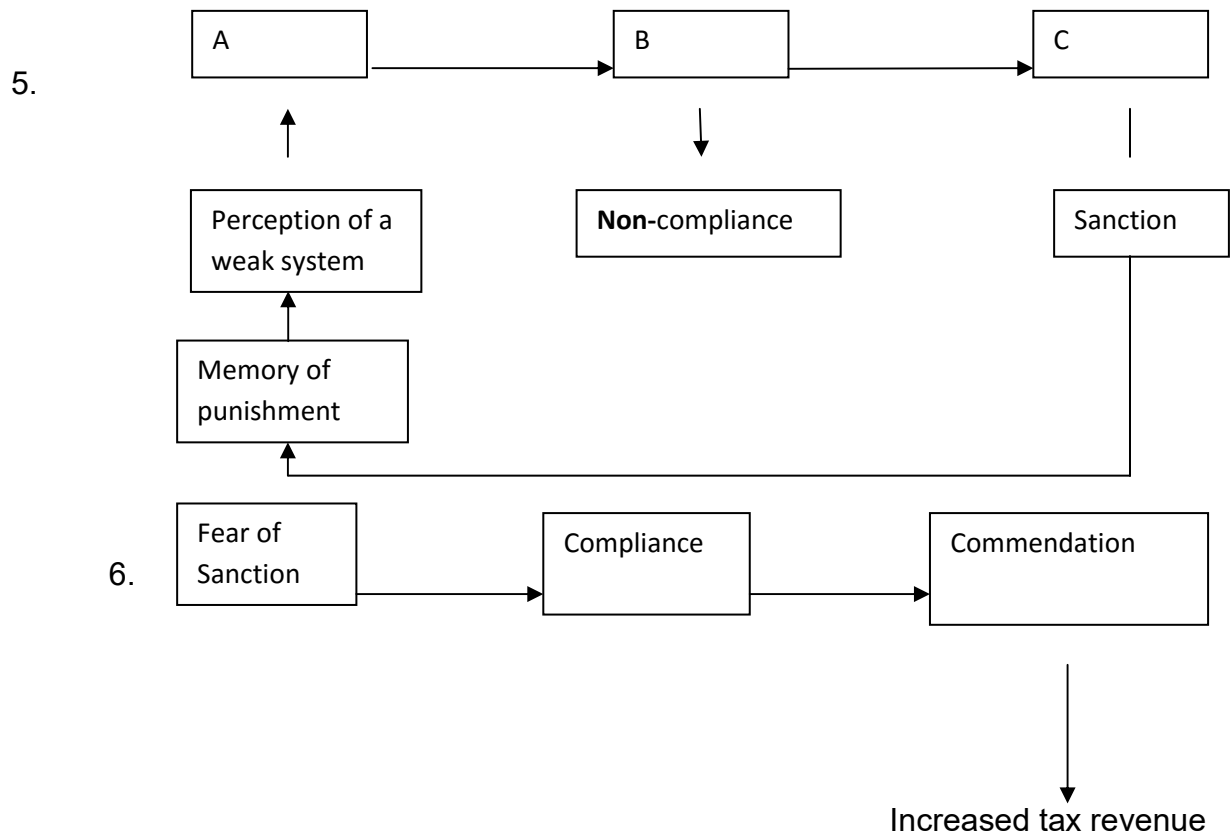 A
B
C
5.
Perception of a
weak system
Non-compliance
Sanction
Memory of
punishment
6.
Fear of
Sanction
Compliance
Commendation
Increased tax revenue